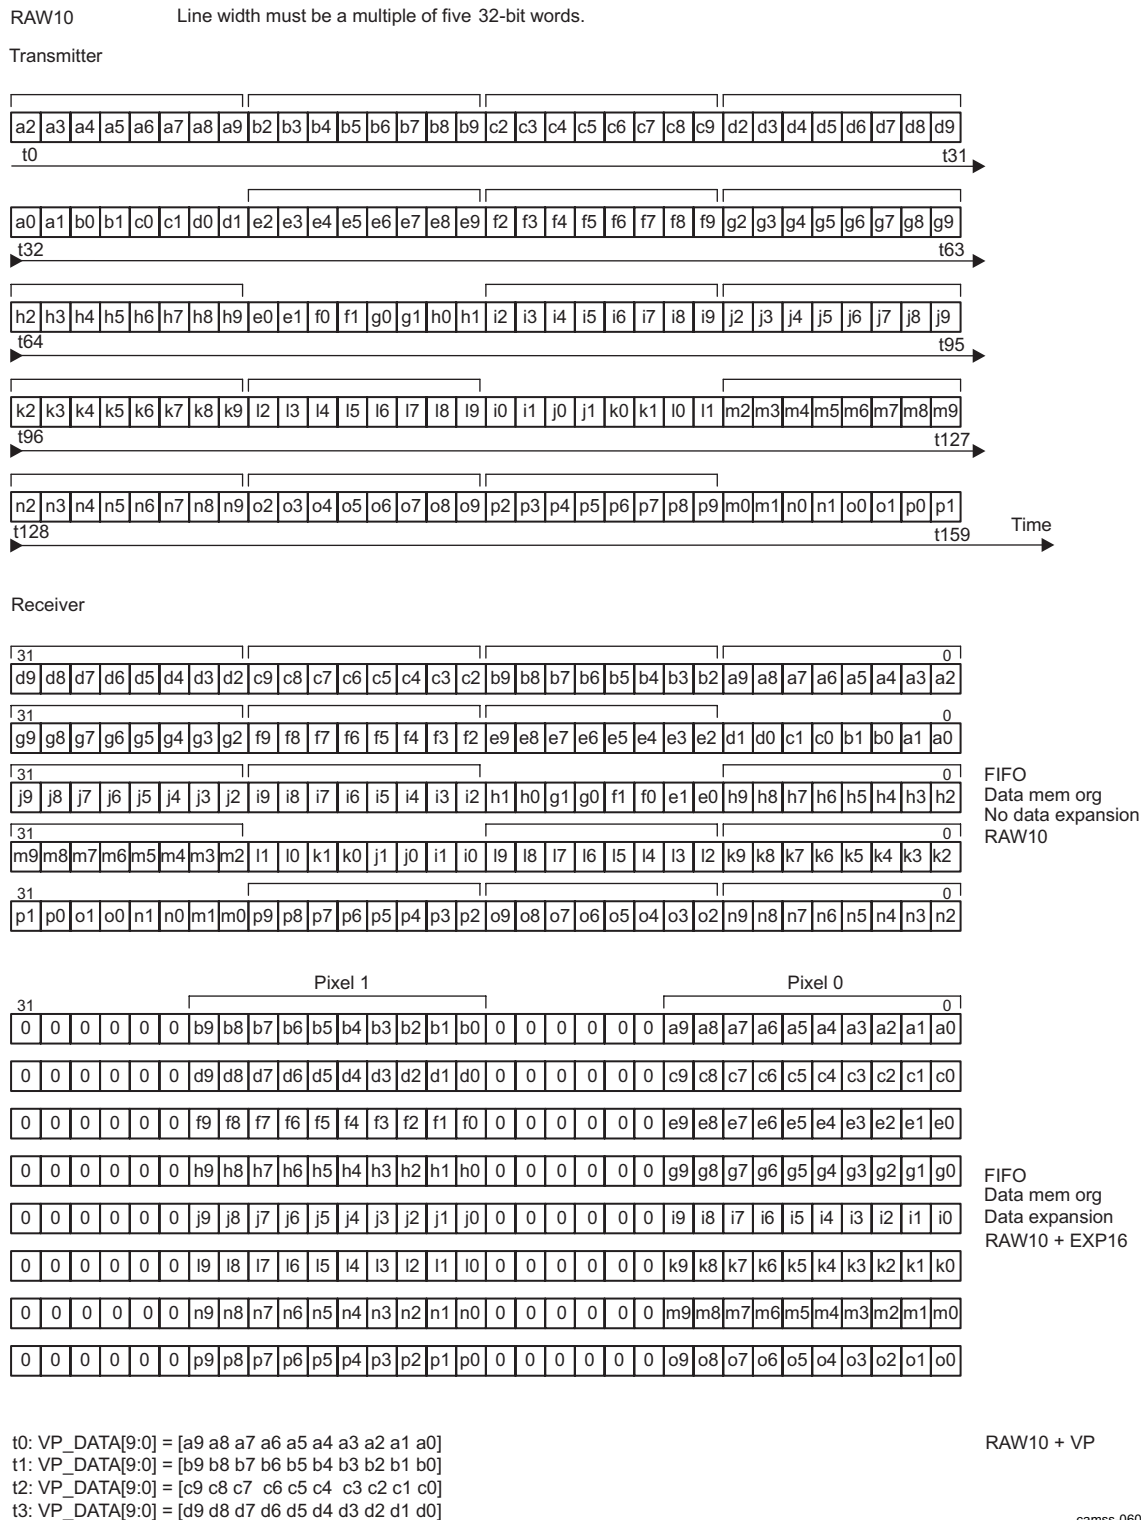 RAW10 Line width must be a multiple of five 32-bit words.
Transmitter
a2 a3 a4 a5 a6 a7 a8 a9 b2 b3 b4 b5 b6 b7 b8 b9 c2 c3 c4 c5 c6 c7 c8 c9 d2 d3 d4 d5 d6 d7 d8 d9
t0 t31
a0 a1 b0 b1 c0 c1 d0 d1 e2 e3 e4 e5 e6 e7 e8 e9 f2 f3 f4 f5 f6 f7 f8 f9 g2 g3 g4 g5 g6 g7 g8 g9
t32 t63
h2 h3 h4 h5 h6 h7 h8 h9 e0 e1 f0 f1 g0 g1 h0 h1 i2 i3 i4 i5 i6 i7 i8 i9 j2 j3 j4 j5 j6 j7 j8 j9
t64 t95
k2 k3 k4 k5 k6 k7 k8 k9 l2 l3 l4 l5 l6 l7 l8 l9 i0 i1 j0 j1 k0 k1 l0 l1 m2 m3 m4 m5 m6 m7 m8 m9
t96 t127
n2 n3 n4 n5 n6 n7 n8 n9 o2 o3 o4 o5 o6 o7 o8 o9 p2 p3 p4 p5 p6 p7 p8 p9 m0 m1 n0 n1 o0 o1 p0 p1
t128 t159 Time
Receiver
31 0
d9 d8 d7 d6 d5 d4 d3 d2 c9 c8 c7 c6 c5 c4 c3 c2 b9 b8 b7 b6 b5 b4 b3 b2 a9 a8 a7 a6 a5 a4 a3 a2
31 0
g9 g8 g7 g6 g5 g4 g3 g2 f9 f8 f7 f6 f5 f4 f3 f2 e9 e8 e7 e6 e5 e4 e3 e2 d1 d0 c1 c0 b1 b0 a1 a0
31 0
j9 j8 j7 j6 j5 j4 j3 j2 i9 i8 i7 i6 i5 i4 i3 i2 h1 h0 g1 g0 f1 f0 e1 e0 h9 h8 h7 h6 h5 h4 h3 h2
31 0
m9 m8 m7 m6 m5 m4 m3 m2 l1 l0 k1 k0 j1 j0 i1 i0 l9 l8 l7 l6 l5 l4 l3 l2 k9 k8 k7 k6 k5 k4 k3 k2
31 0
p1 p0 o1 o0 n1 n0 m1 m0 p9 p8 p7 p6 p5 p4 p3 p2 o9 o8 o7 o6 o5 o4 o3 o2 n9 n8 n7 n6 n5 n4 n3 n2
FIFO
Data mem org
No data expansion
RAW10
Pixel 1 Pixel 0
31 0
0 0 0 0 0 0 b9 b8 b7 b6 b5 b4 b3 b2 b1 b0 0 0 0 0 0 0 a9 a8 a7 a6 a5 a4 a3 a2 a1 a0
0 0 0 0 0 0 d9 d8 d7 d6 d5 d4 d3 d2 d1 d0 0 0 0 0 0 0 c9 c8 c7 c6 c5 c4 c3 c2 c1 c0
0 0 0 0 0 0 f9 f8 f7 f6 f5 f4 f3 f2 f1 f0 0 0 0 0 0 0 e9 e8 e7 e6 e5 e4 e3 e2 e1 e0
0 0 0 0 0 0 h9 h8 h7 h6 h5 h4 h3 h2 h1 h0 0 0 0 0 0 0 g9 g8 g7 g6 g5 g4 g3 g2 g1 g0
0 0 0 0 0 0 j9 j8 j7 j6 j5 j4 j3 j2 j1 j0 0 0 0 0 0 0 i9 i8 i7 i6 i5 i4 i3 i2 i1 i0
0 0 0 0 0 0 l9 l8 l7 l6 l5 l4 l3 l2 l1 l0 0 0 0 0 0 0 k9 k8 k7 k6 k5 k4 k3 k2 k1 k0
0 0 0 0 0 0 n9 n8 n7 n6 n5 n4 n3 n2 n1 n0 0 0 0 0 0 0 m9 m8 m7 m6 m5 m4 m3 m2 m1 m0
0 0 0 0 0 0 p9 p8 p7 p6 p5 p4 p3 p2 p1 p0 0 0 0 0 0 0 o9 o8 o7 o6 o5 o4 o3 o2 o1 o0
FIFO
Data mem org
Data expansion
RAW10 + EXP16
t0: VP_DATA[9:0] = [a9 a8 a7 a6 a5 a4 a3 a2 a1 a0] RAW10 + VP
t1: VP_DATA[9:0] = [b9 b8 b7 b6 b5 b4 b3 b2 b1 b0]
t2: VP_DATA[9:0] = [c9 c8 c7 c6 c5 c4 c3 c2 c1 c0]
t3: VP_DATA[9:0] = [d9 d8 d7 d6 d5 d4 d3 d2 d1 d0]